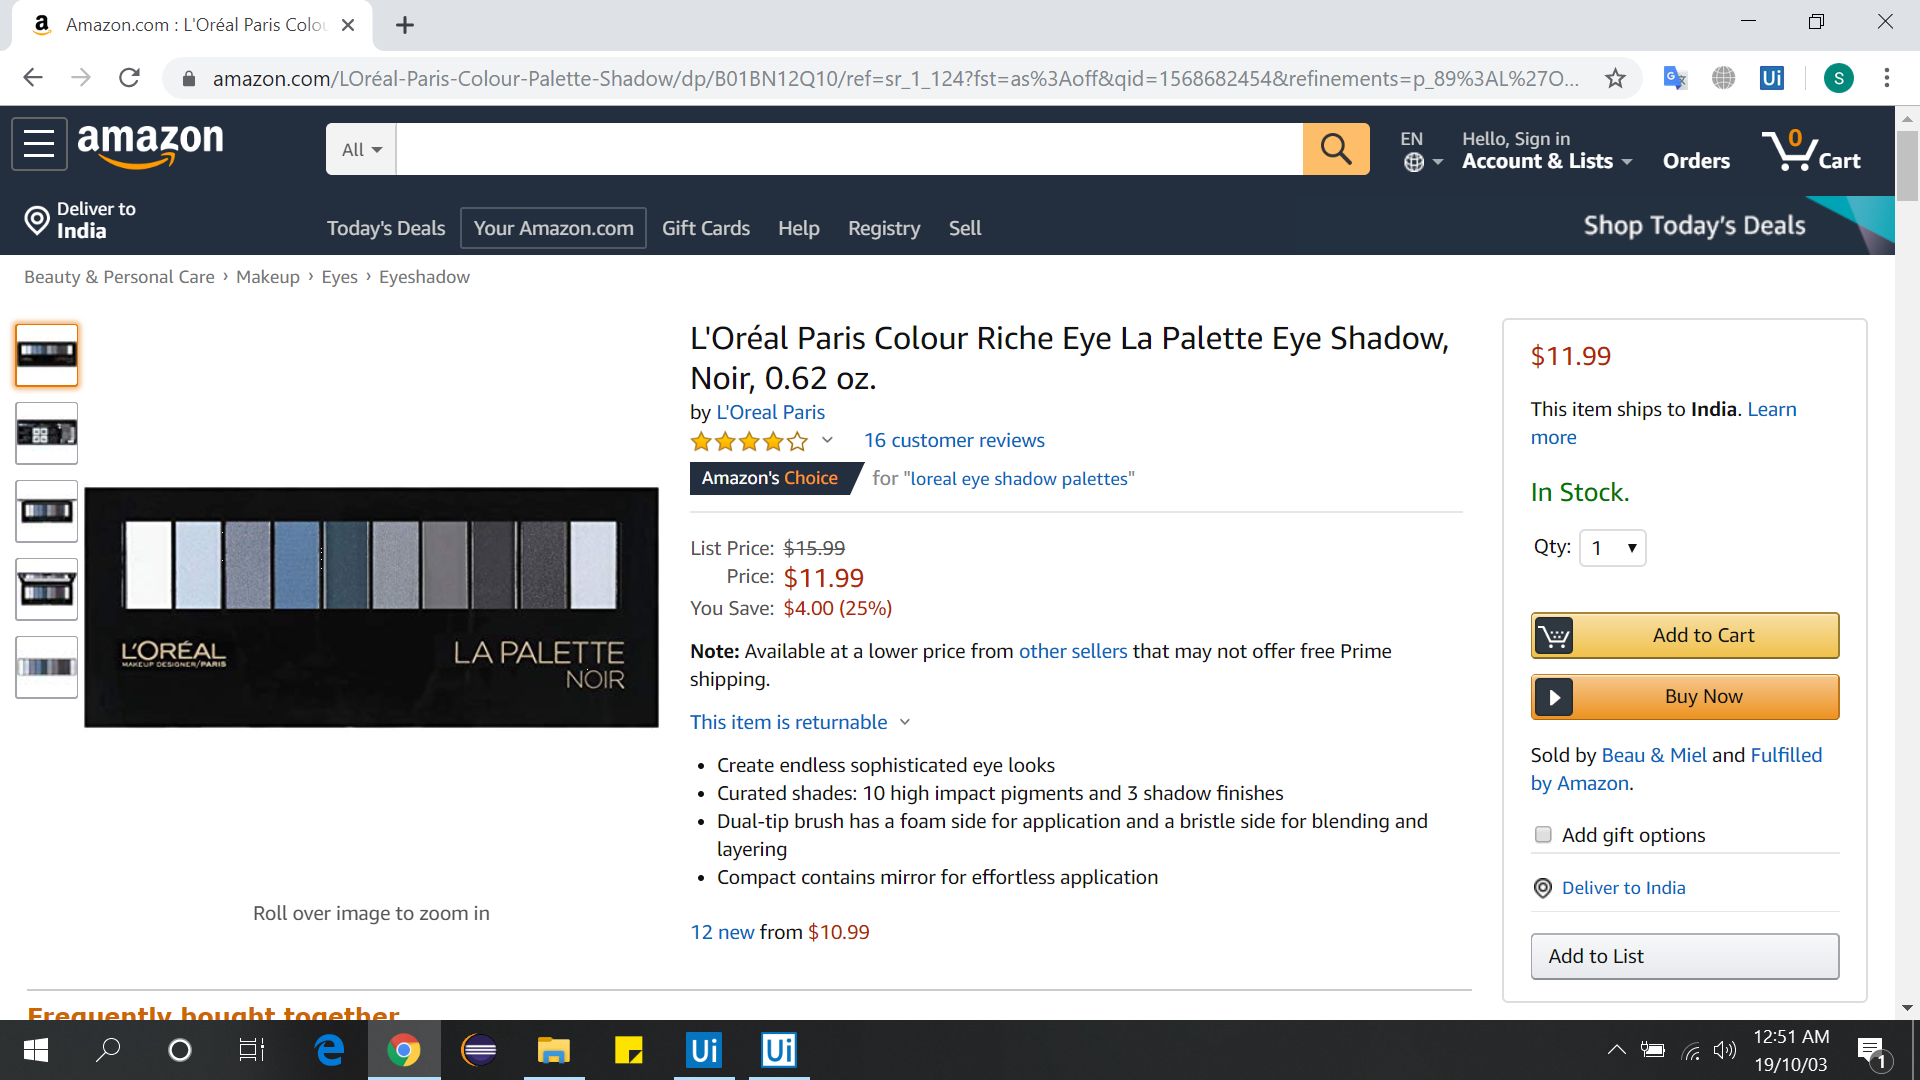 Amazon.com : L'Oréal Paris Colou
amazon.com/LOréal-Paris-Colour-Palette-Shadow/dp/B01BN12Q10/ref=sr_1_124?fst=as%3Aoff&qid=1568682454&refinements=p_89%3AL%27O...
S
amazon
All
EN
Hello, Sign in
Account & Lists
Orders
0
Cart
Deliver to
India
Today's Deals
Your Amazon.com
Gift Cards
Help
Registry
Sell
Shop Today's Deals
Beauty & Personal Care › Makeup › Eyes › Eyeshadow
L'ORÉAL
MAKEUP DESIGNER/PARIS
LA PALETTE
NOIR
Roll over image to zoom in
L'Oréal Paris Colour Riche Eye La Palette Eye Shadow,
Noir, 0.62 oz.
by L'Oreal Paris
16 customer reviews
Amazon's Choice for "loreal eye shadow palettes"
List Price: $15.99
Price: $11.99
You Save: $4.00 (25%)
Note: Available at a lower price from other sellers that may not offer free Prime
shipping.
This item is returnable
• Create endless sophisticated eye looks
• Curated shades: 10 high impact pigments and 3 shadow finishes
• Dual-tip brush has a foam side for application and a bristle side for blending and
layering
• Compact contains mirror for effortless application
12 new from $10.99
$11.99
This item ships to India. Learn
more
In Stock.
Qty: 1
Add to Cart
Buy Now
Sold by Beau & Miel and Fulfilled
by Amazon.
Add gift options
Deliver to India
Add to List
Frequently bought together
Ui
Ui
Ui
12:51 AM
19/10/03
1